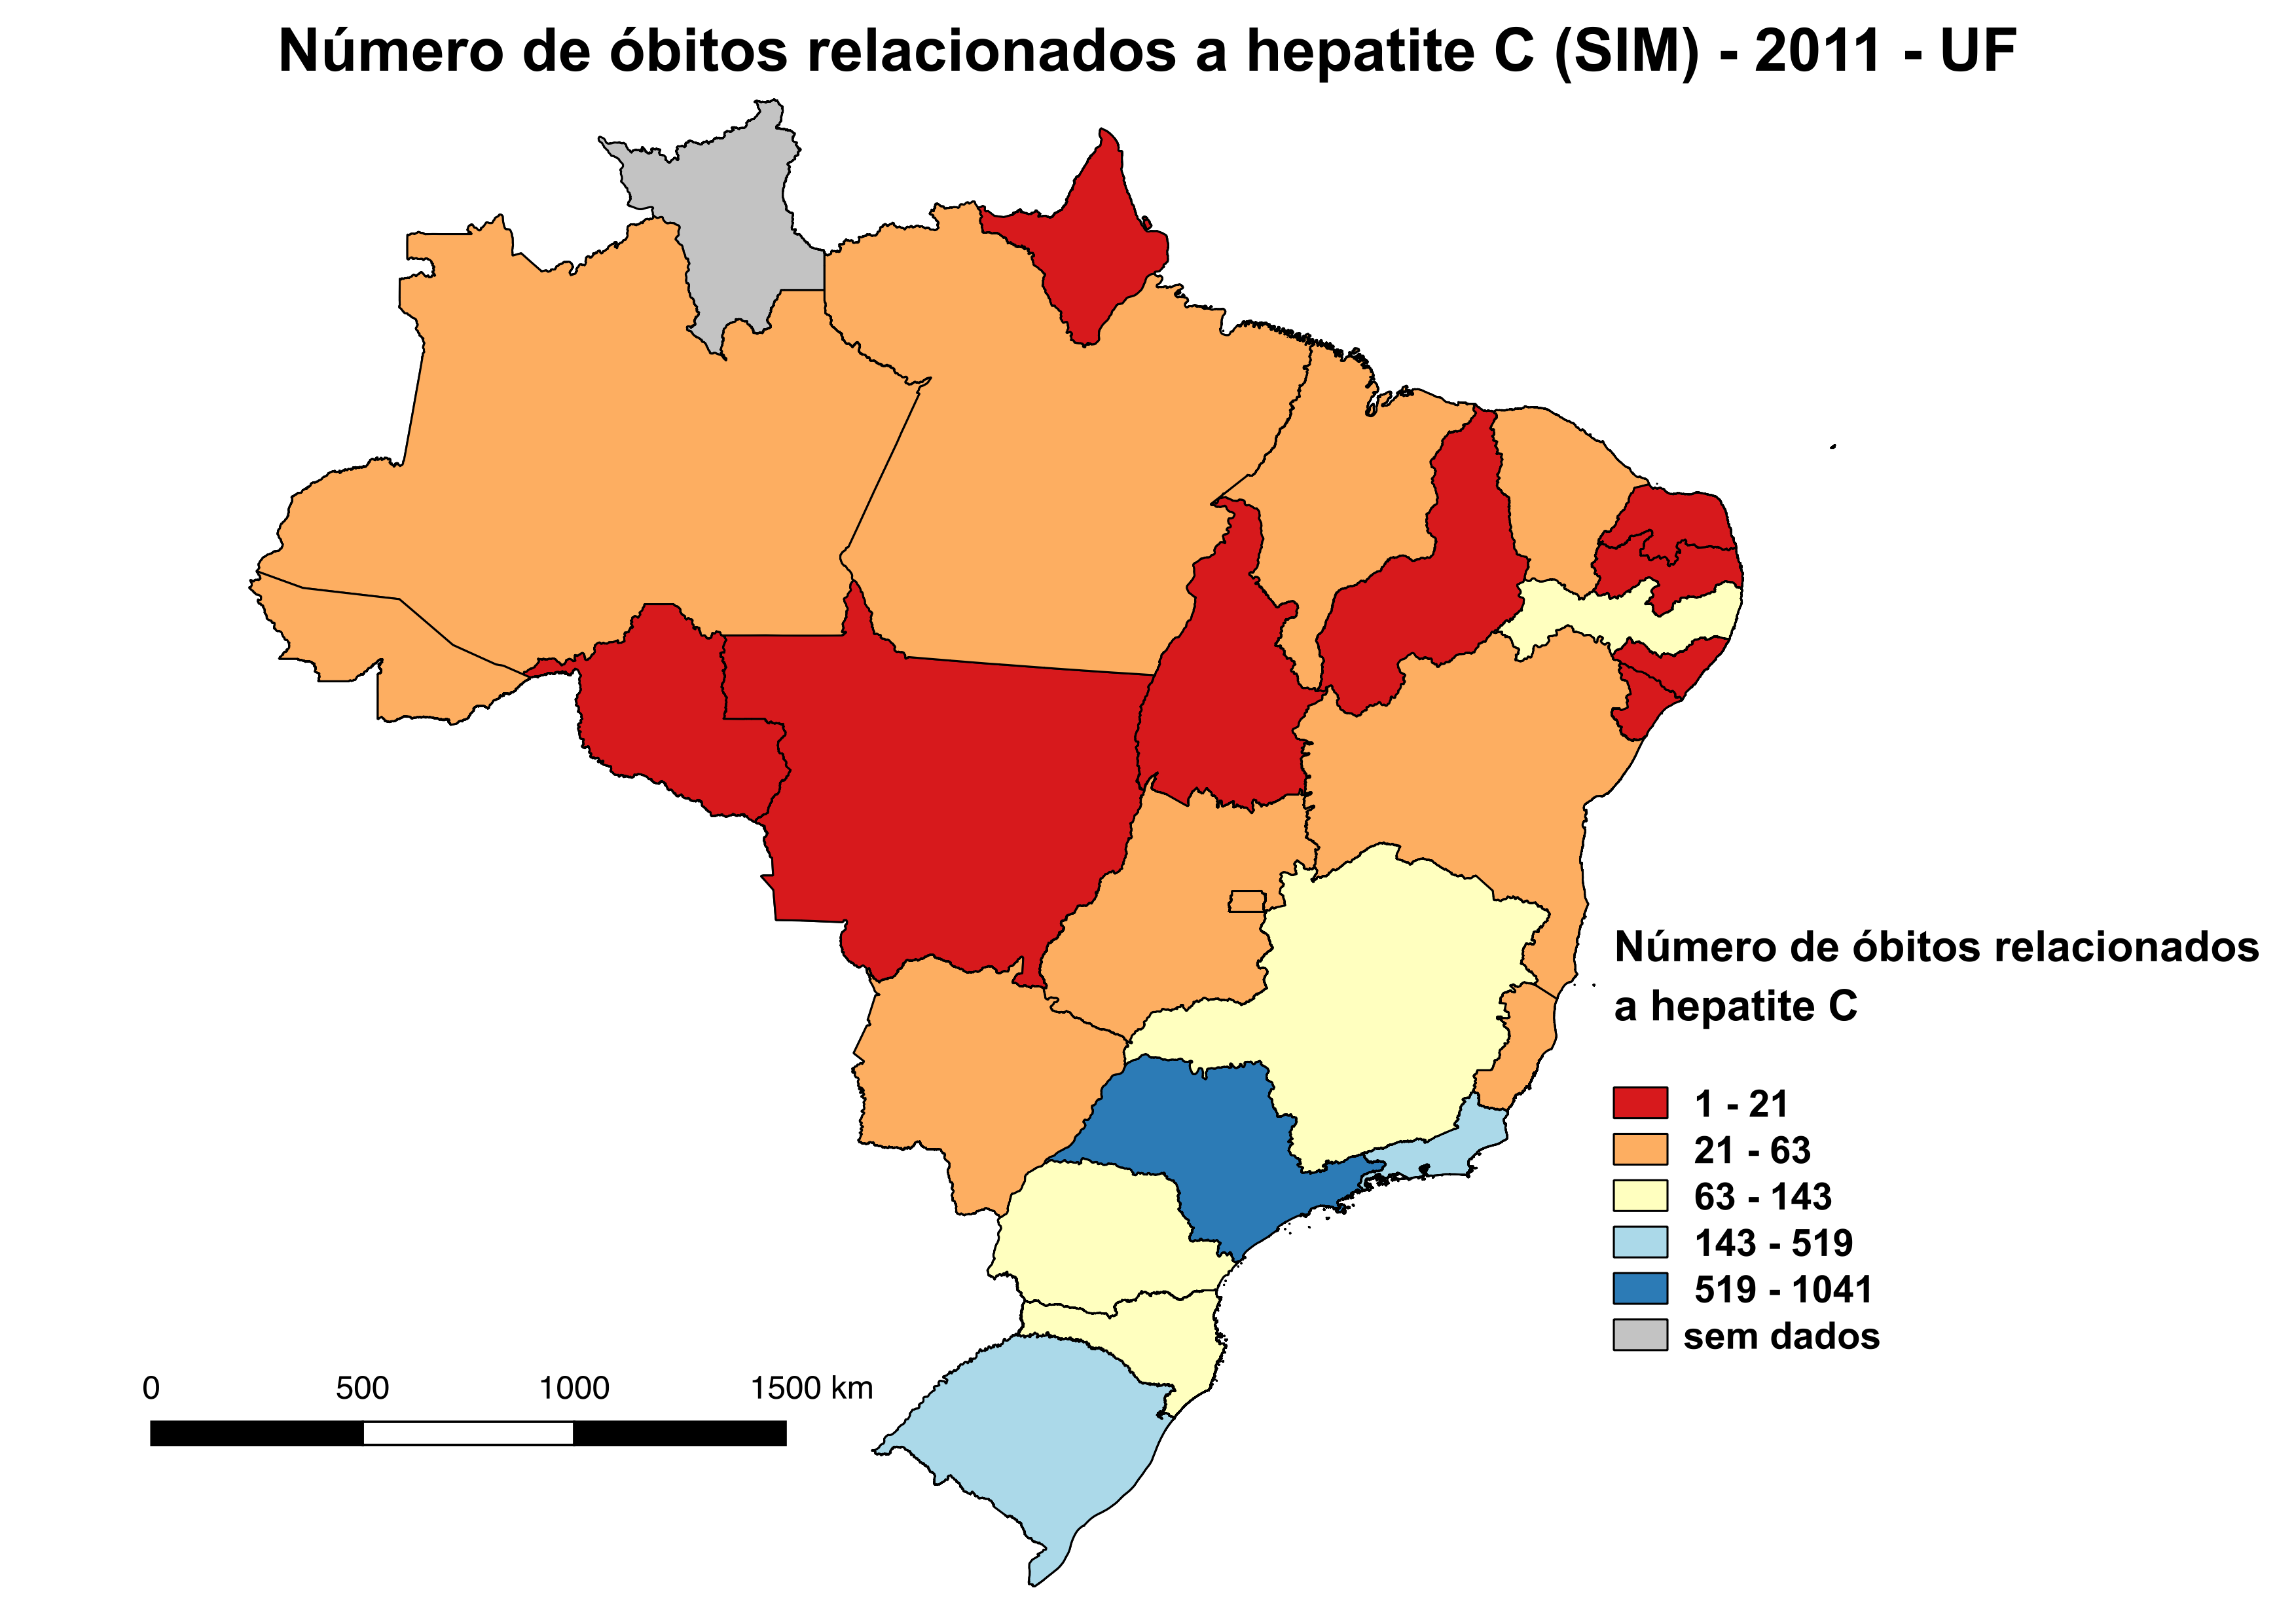 Número de óbitos relacionados a hepatite C (SIM) - 2011 - UF
Número de óbitos relacionados
a hepatite C
1 - 21
21 - 63
63 - 143
143 - 519
519 - 1041
sem dados
0 500 1000 1500 km